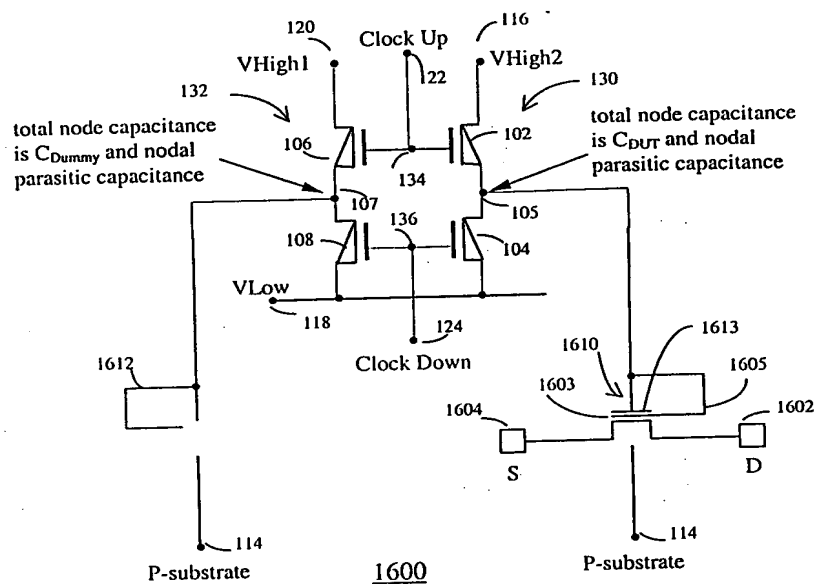 120
116
Clock Up
VHigh1
22
VHigh2
132
130
total node capacitance
is CDummy and nodal
parasitic capacitance
total node capacitance
is CDUT and nodal
parasitic capacitance
106
102
134
107
105
136
108
104
VLow
118
124
Clock Down
1612
1610
1613
1605
1603
1604
1602
S
D
114
114
P-substrate
1600
P-substrate